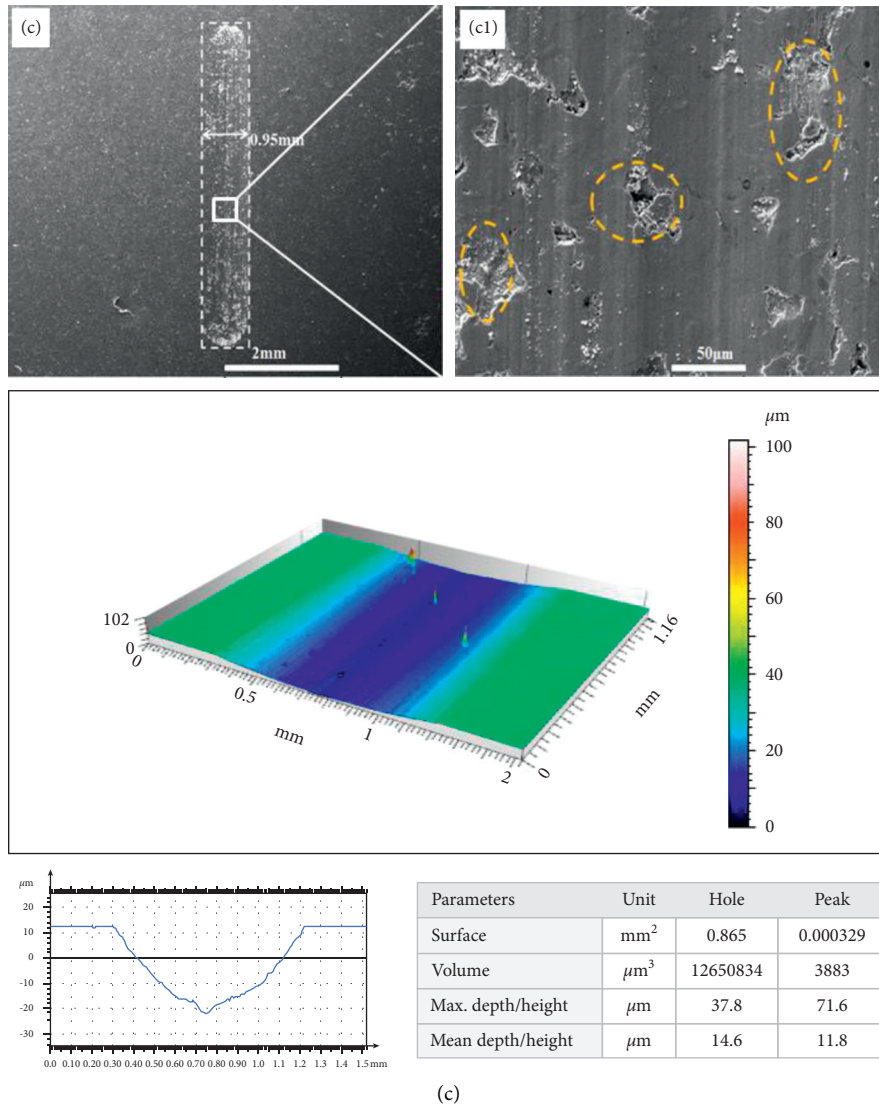 (c)
0.95mm
2mm
(c1)
50μm
μm
100
80
60
40
20
0
102
0
0
0.5
mm
1
2
0
mm
1.16
μm
20
10
0
-10
-20
-30
0.0 0.10 0.20 0.30 0.40 0.50 0.60 0.70 0.80 0.90 1.00 1.1 1.2 1.3 1.4 1.5 mm
Parameters Unit Hole Peak
Surface mm² 0.865 0.000329
Volume μm³ 12650834 3883
Max. depth/height μm 37.8 71.6
Mean depth/height μm 14.6 11.8
(c)